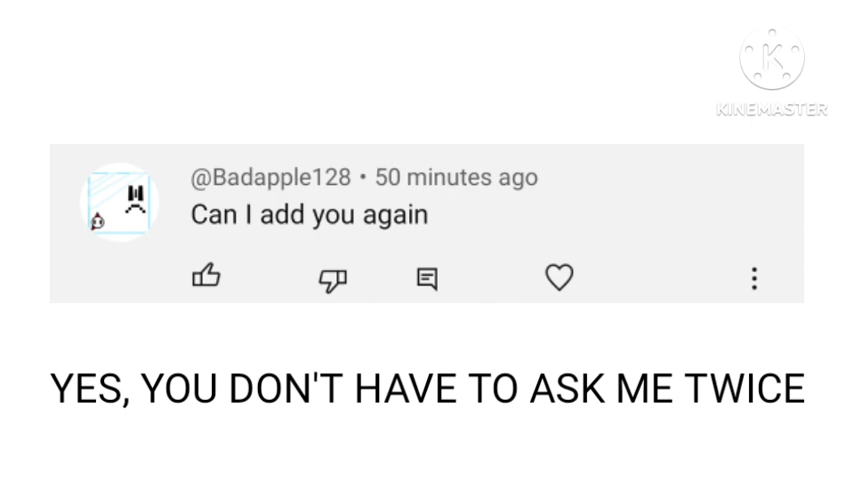 KINEMASTER
@Badapple128 • 50 minutes ago
Can I add you again
YES, YOU DON'T HAVE TO ASK ME TWICE